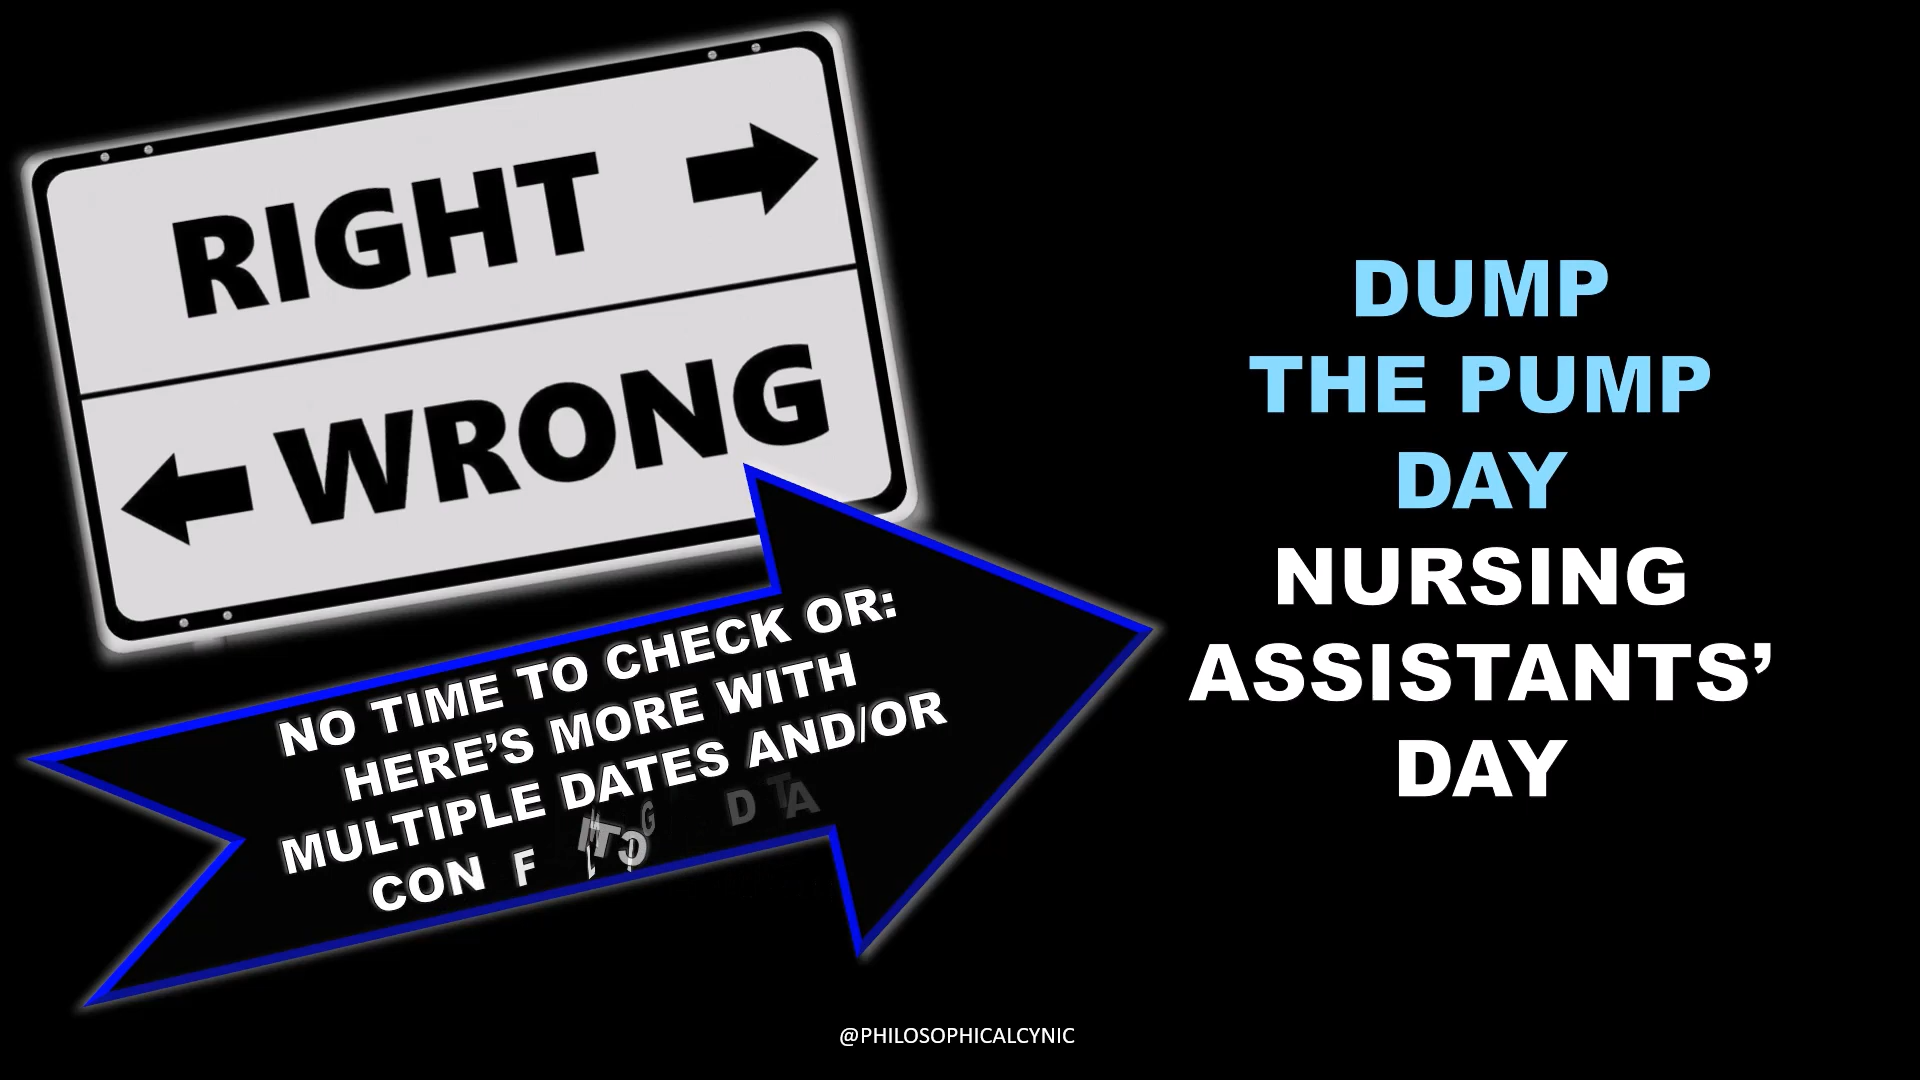 RIGHT
WRONG
NO TIME TO CHECK OR:
HERE'S MORE WITH
MULTIPLE DATES AND/OR
CON F
DUMP
THE PUMP
DAY
NURSING
ASSISTANTS’
DAY
@PHILOSOPHICALCYNIC